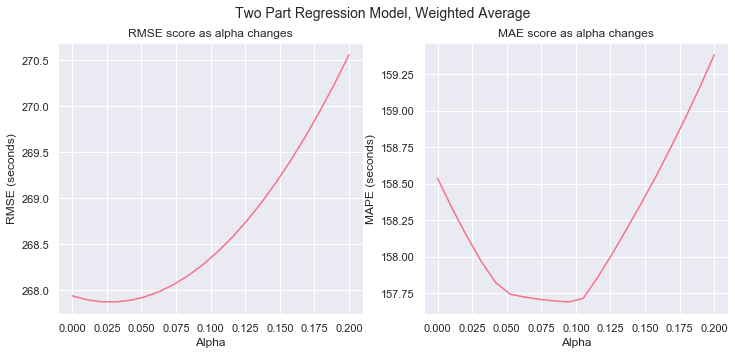 Two Part Regression Model, Weighted Average
RMSE score as alpha changes
270.5
270.0
269.5
269.0
268.5
268.0
RMSE (seconds)
0.000 0.025 0.050 0.075 0.100 0.125 0.150 0.175 0.200
Alpha
MAE score as alpha changes
159.25
159.00
158.75
158.50
158.25
158.00
157.75
MAPE (seconds)
0.000 0.025 0.050 0.075 0.100 0.125 0.150 0.175 0.200
Alpha